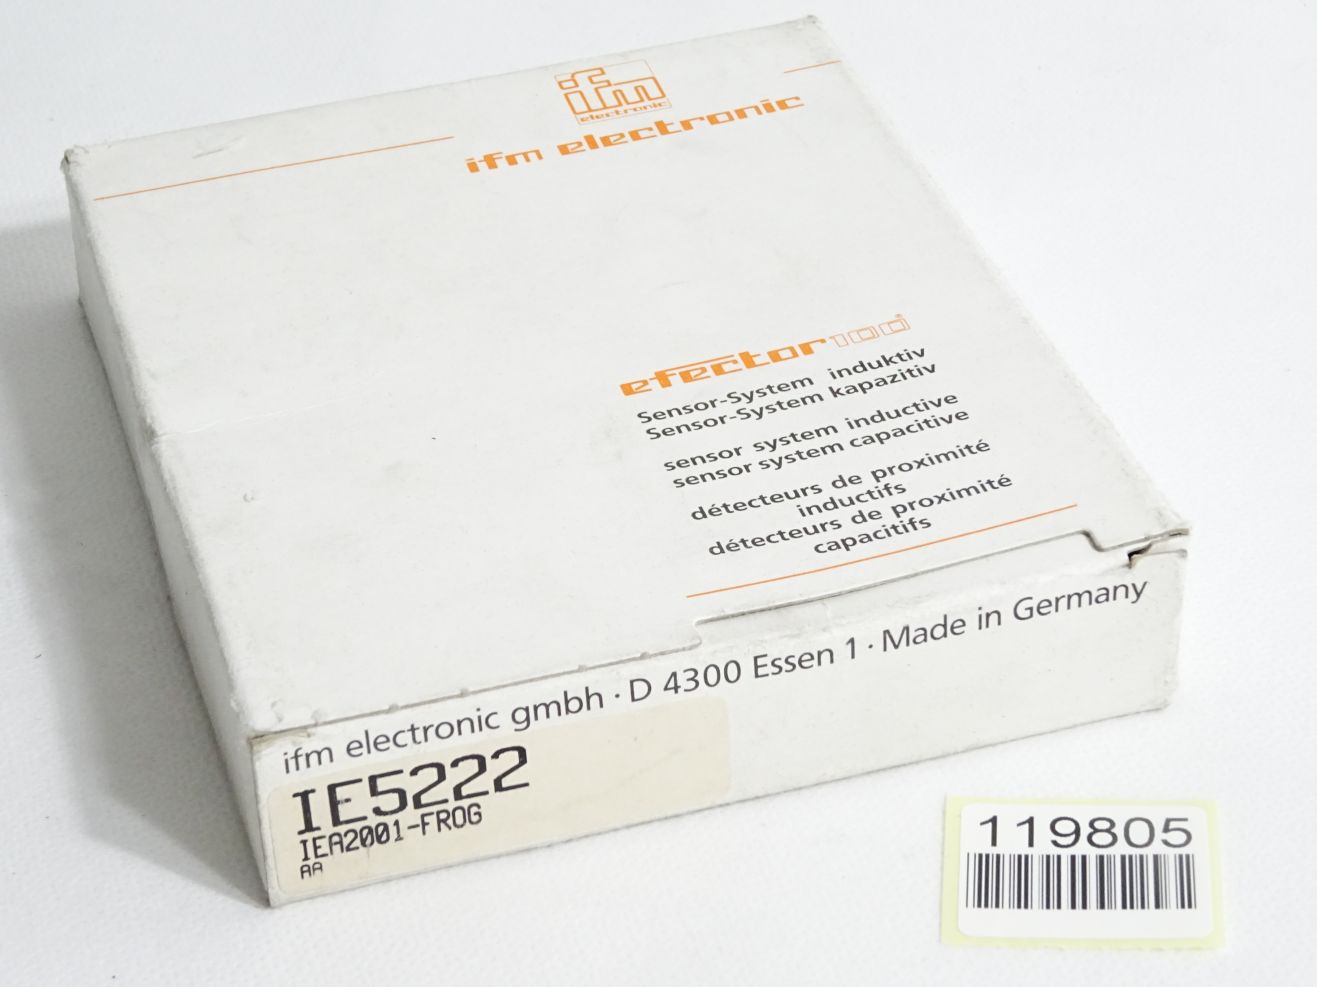 ifm
electronic
ifm electronic
efector100®
Sensor-System induktiv
Sensor-System kapazitiv
sensor system inductive
sensor system capacitive
détecteurs de proximité
inductifs
détecteurs de proximité
capacitifs
ifm electronic gmbh · D 4300 Essen 1 · Made in Germany
IE5222
IEA2001-FROG
AA
119805